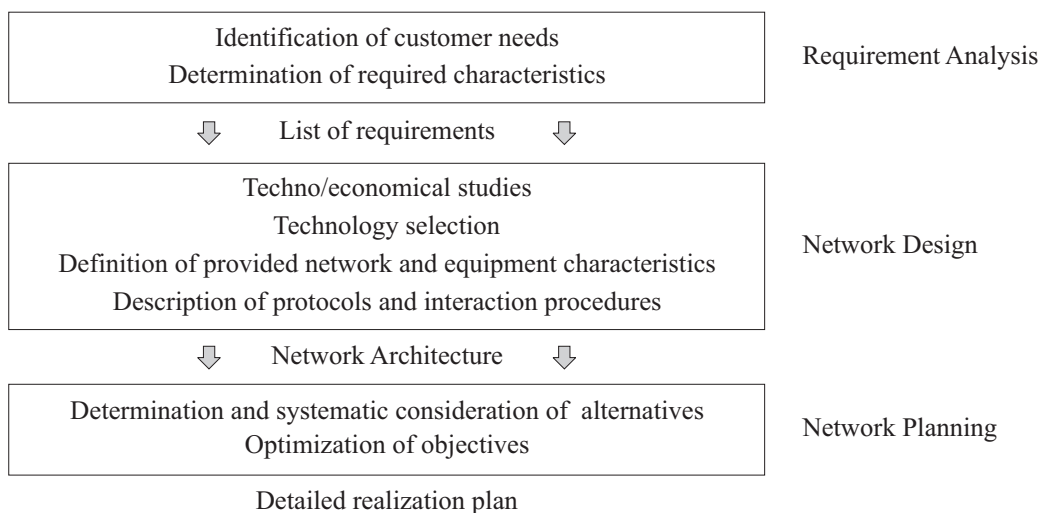 Identification of customer needs
Determination of required characteristics
Requirement Analysis
List of requirements
Techno/economical studies
Technology selection
Definition of provided network and equipment characteristics
Description of protocols and interaction procedures
Network Design
Network Architecture
Determination and systematic consideration of alternatives
Optimization of objectives
Network Planning
Detailed realization plan